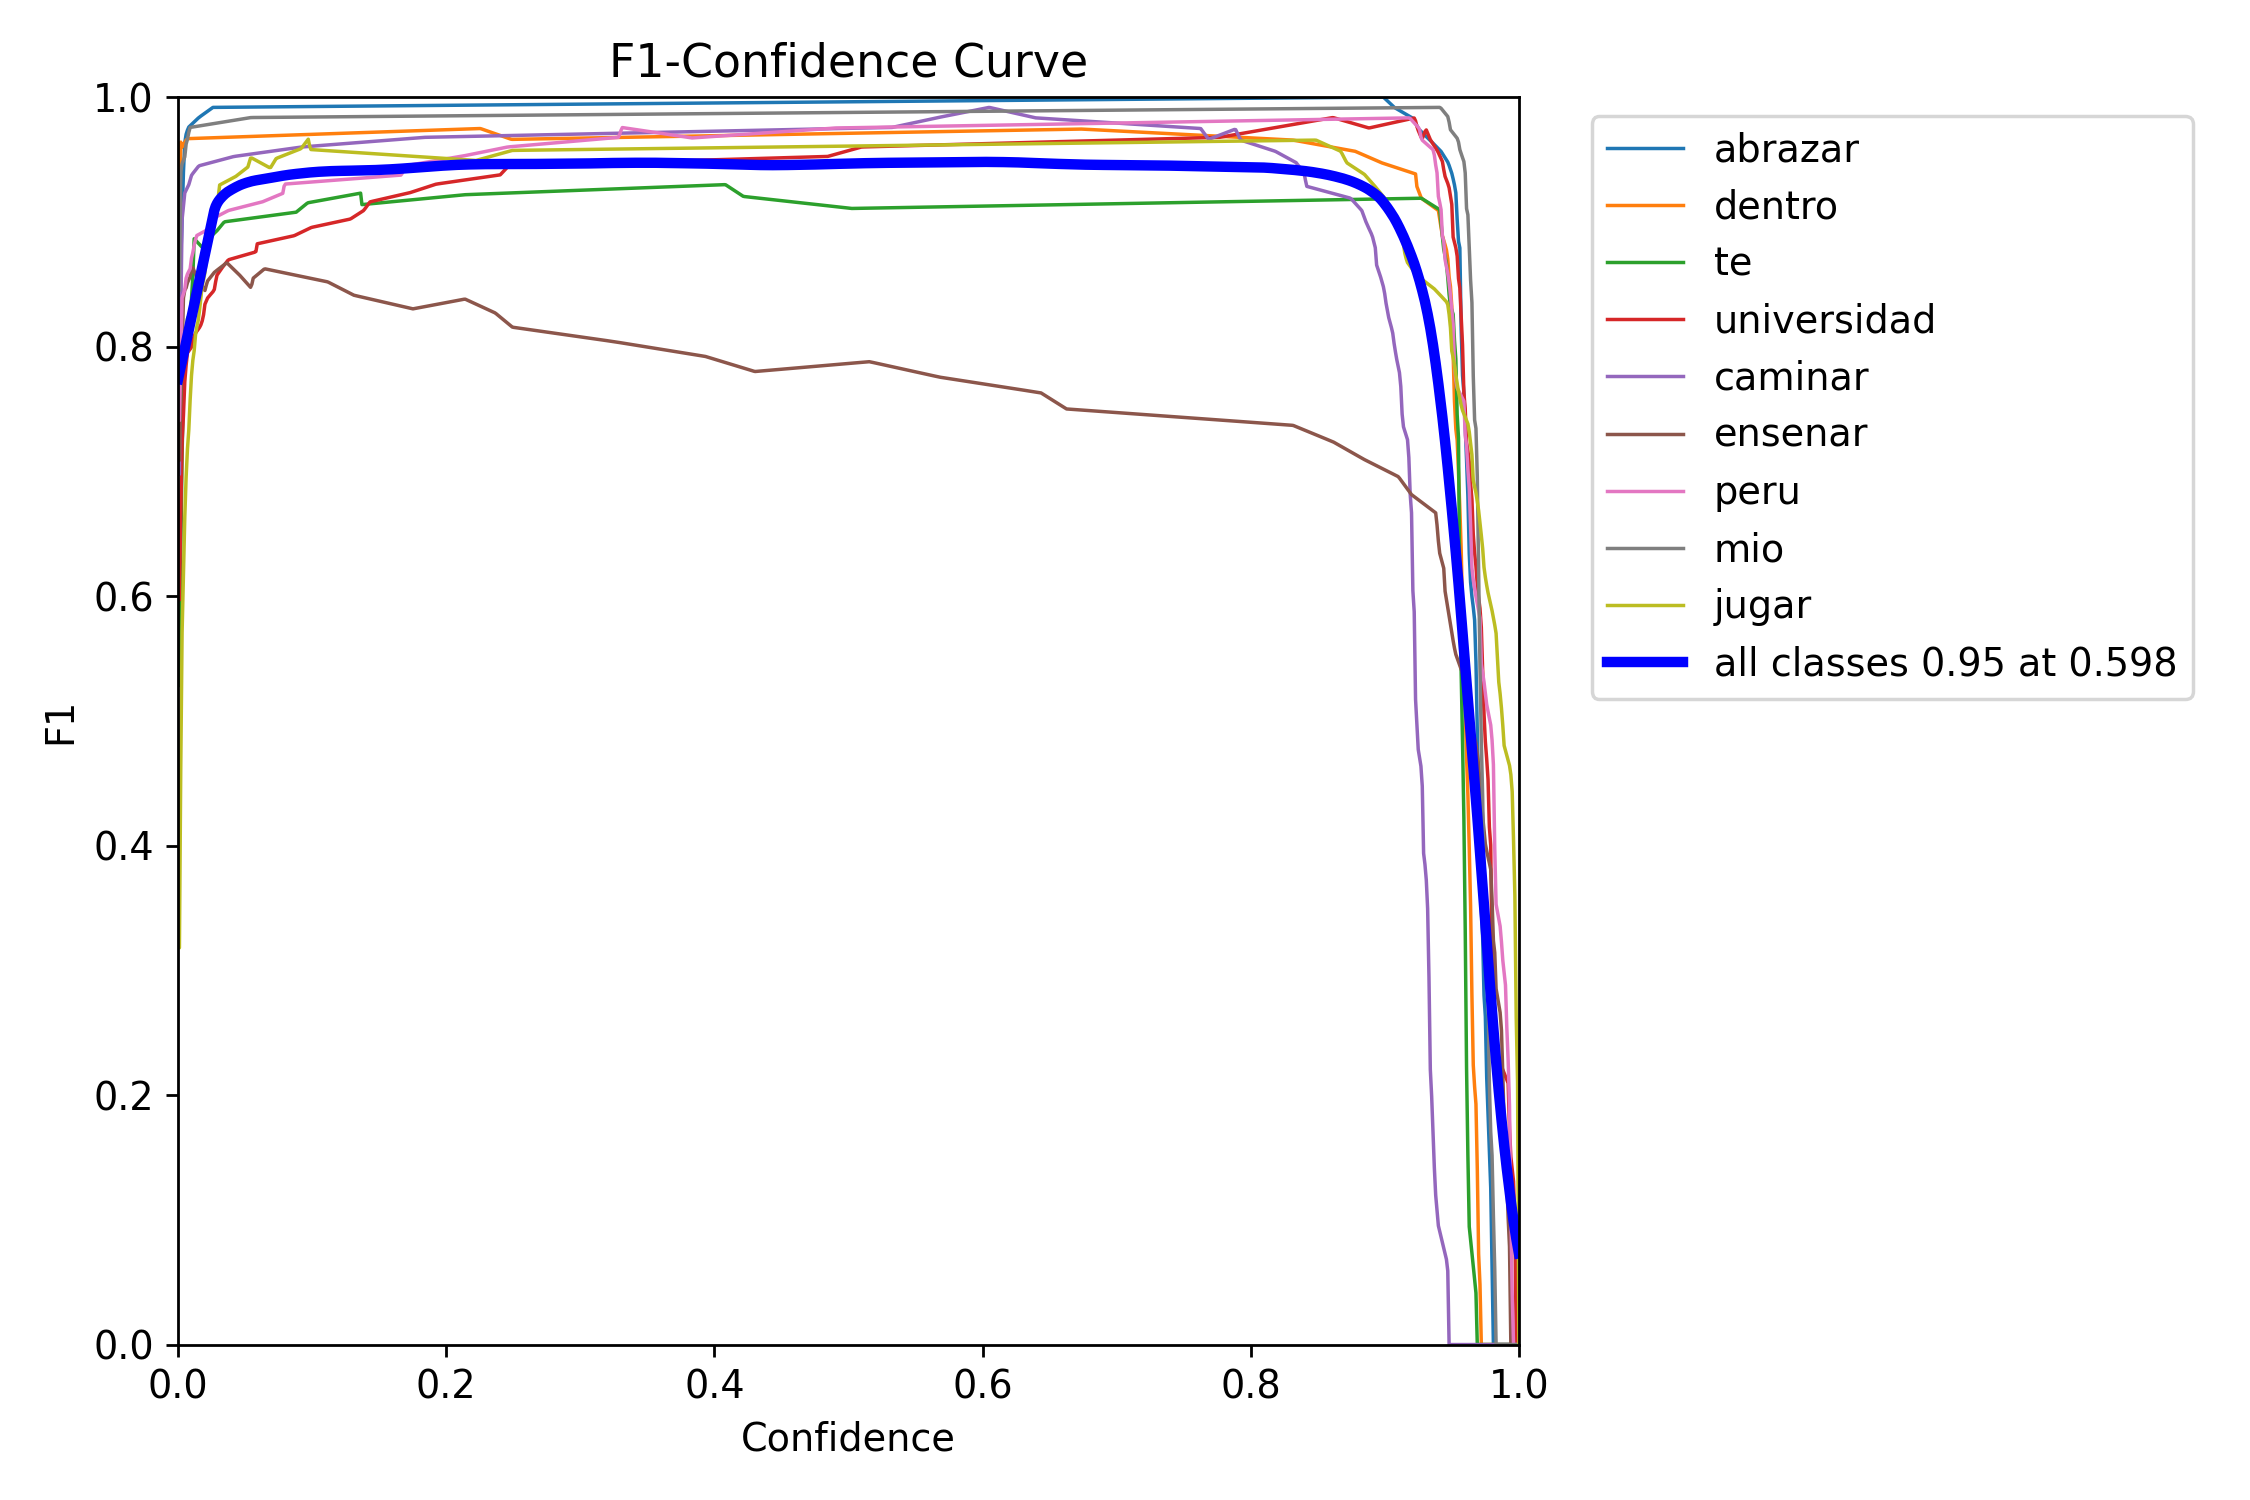 F1-Confidence Curve
1.0
0.8
0.6
0.4
0.2
0.0
F1
0.0 0.2 0.4 0.6 0.8 1.0
Confidence
abrazar
dentro
te
universidad
caminar
ensenar
peru
mio
jugar
all classes 0.95 at 0.598